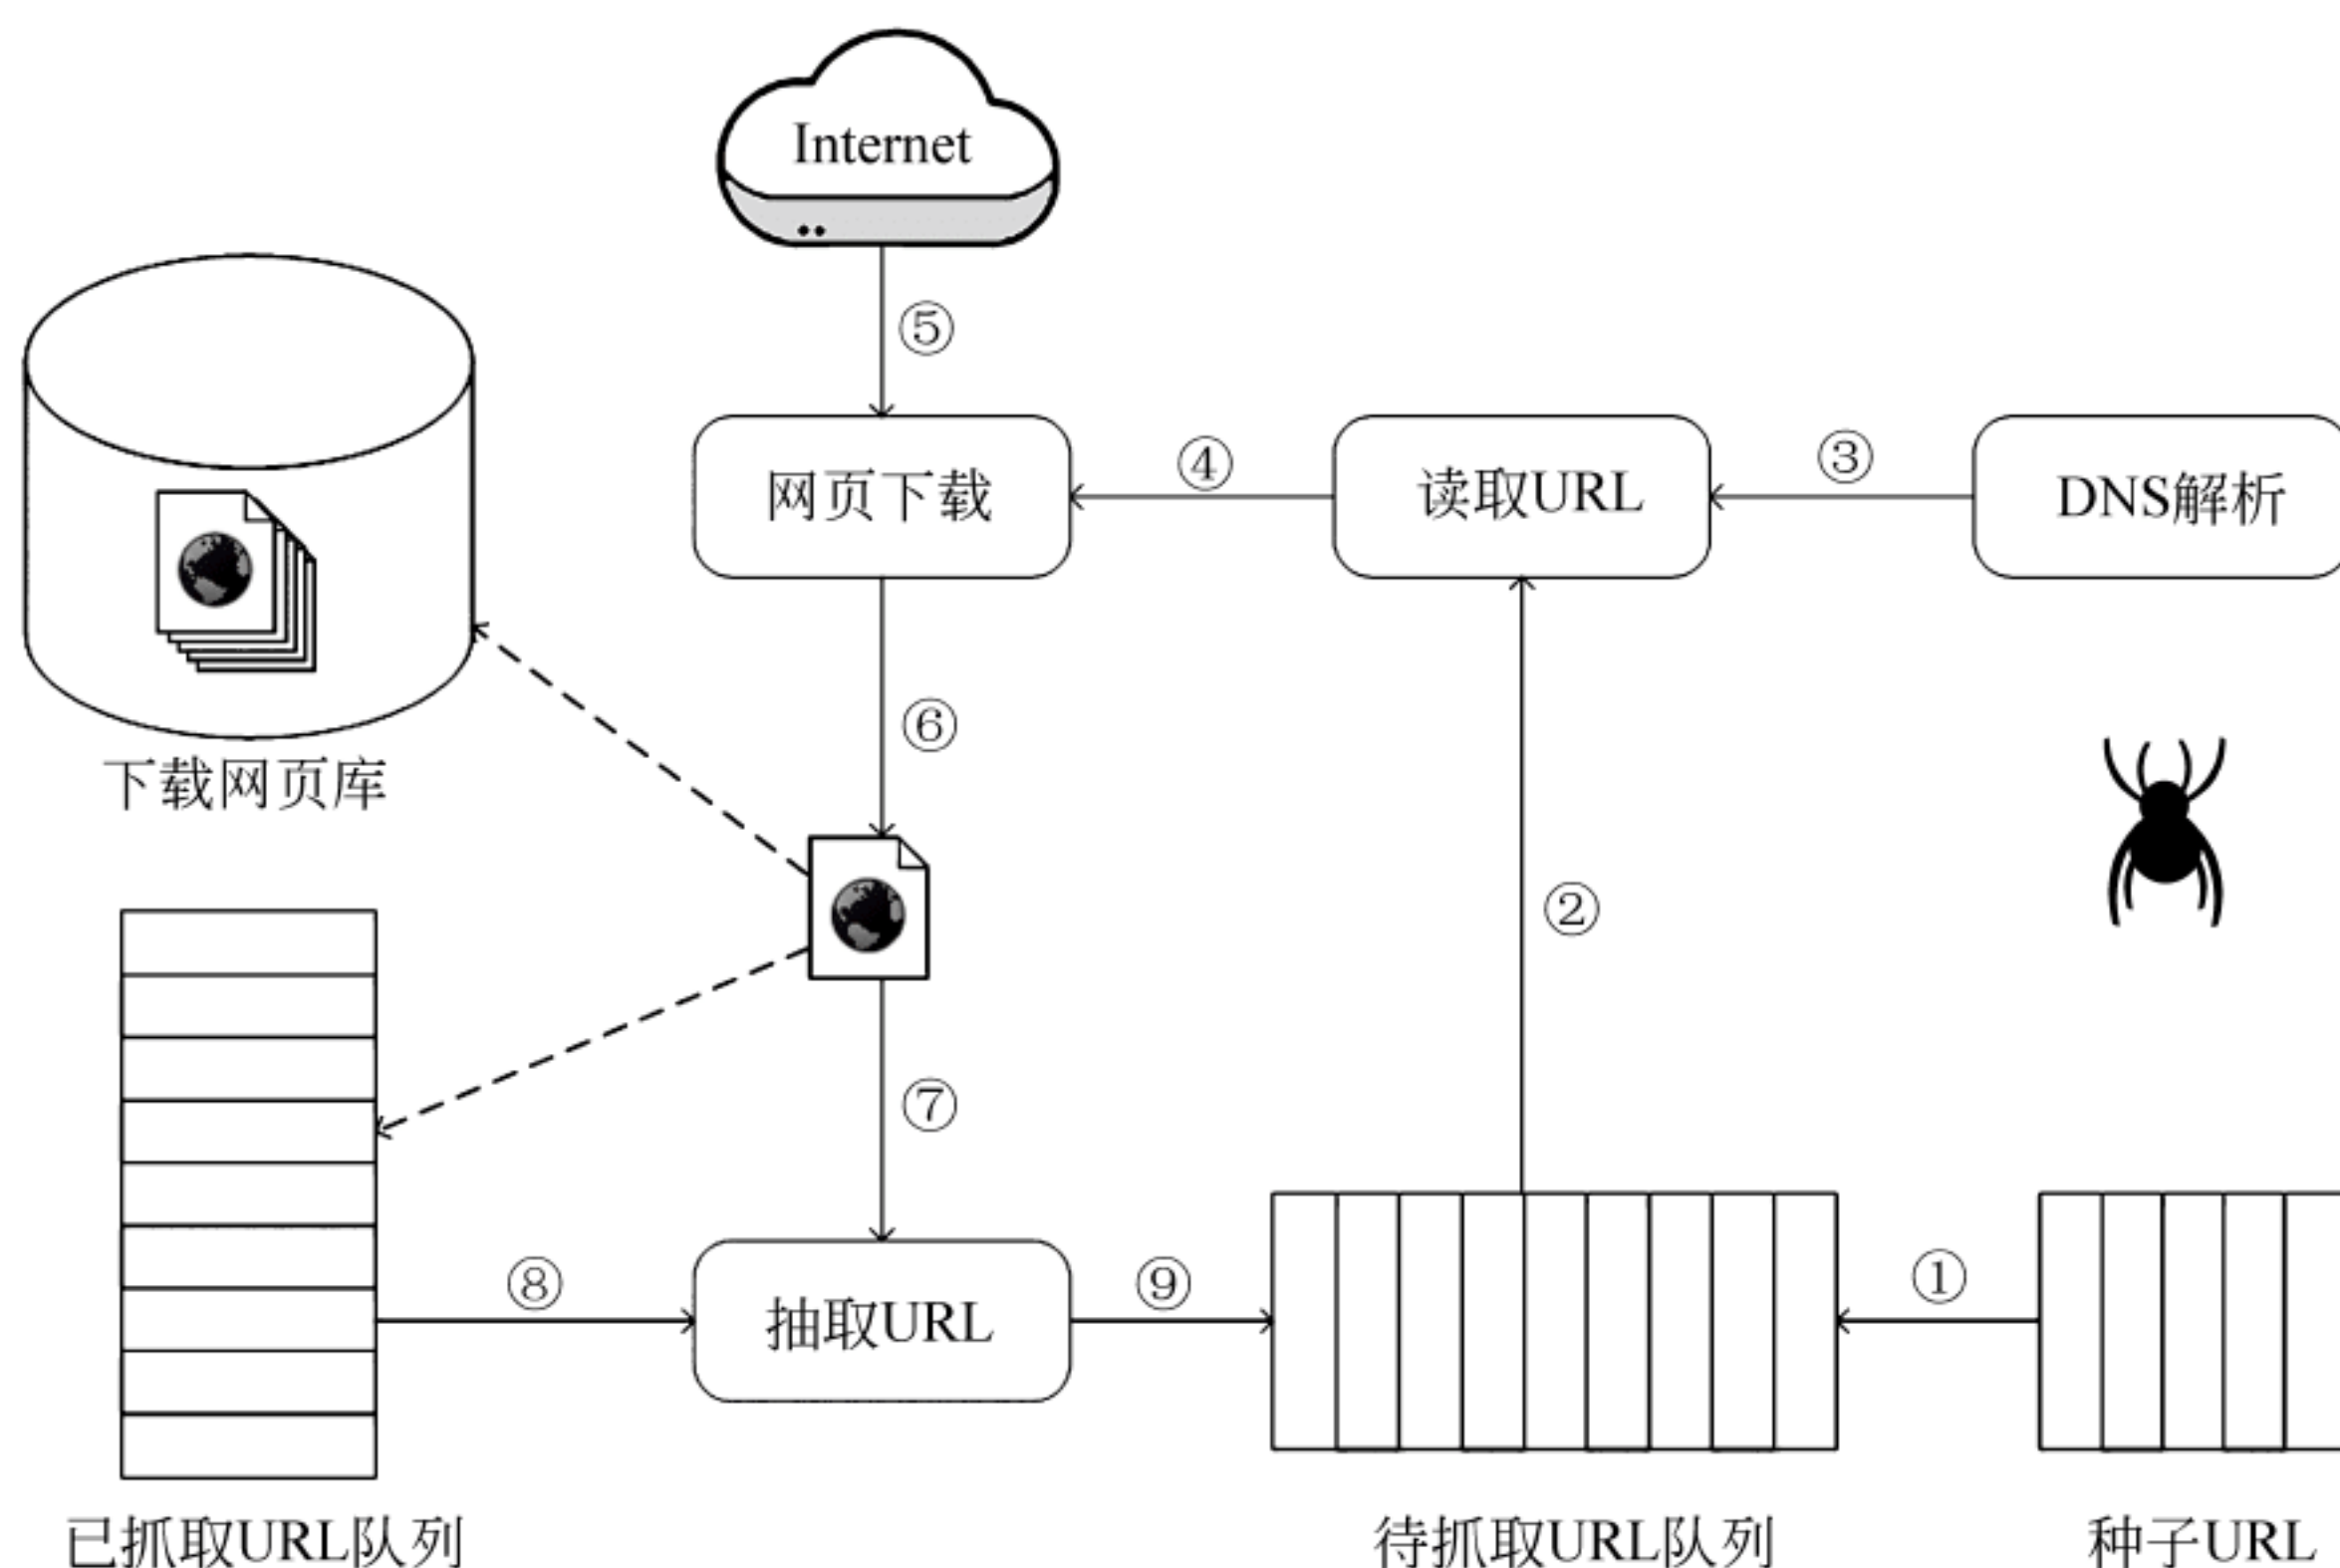 Internet
⑤
网页下载
④
读取URL
③
DNS解析
⑥
下载网页库
②
⑦
⑧
抽取URL
⑨
①
已抓取URL队列
待抓取URL队列
种子URL